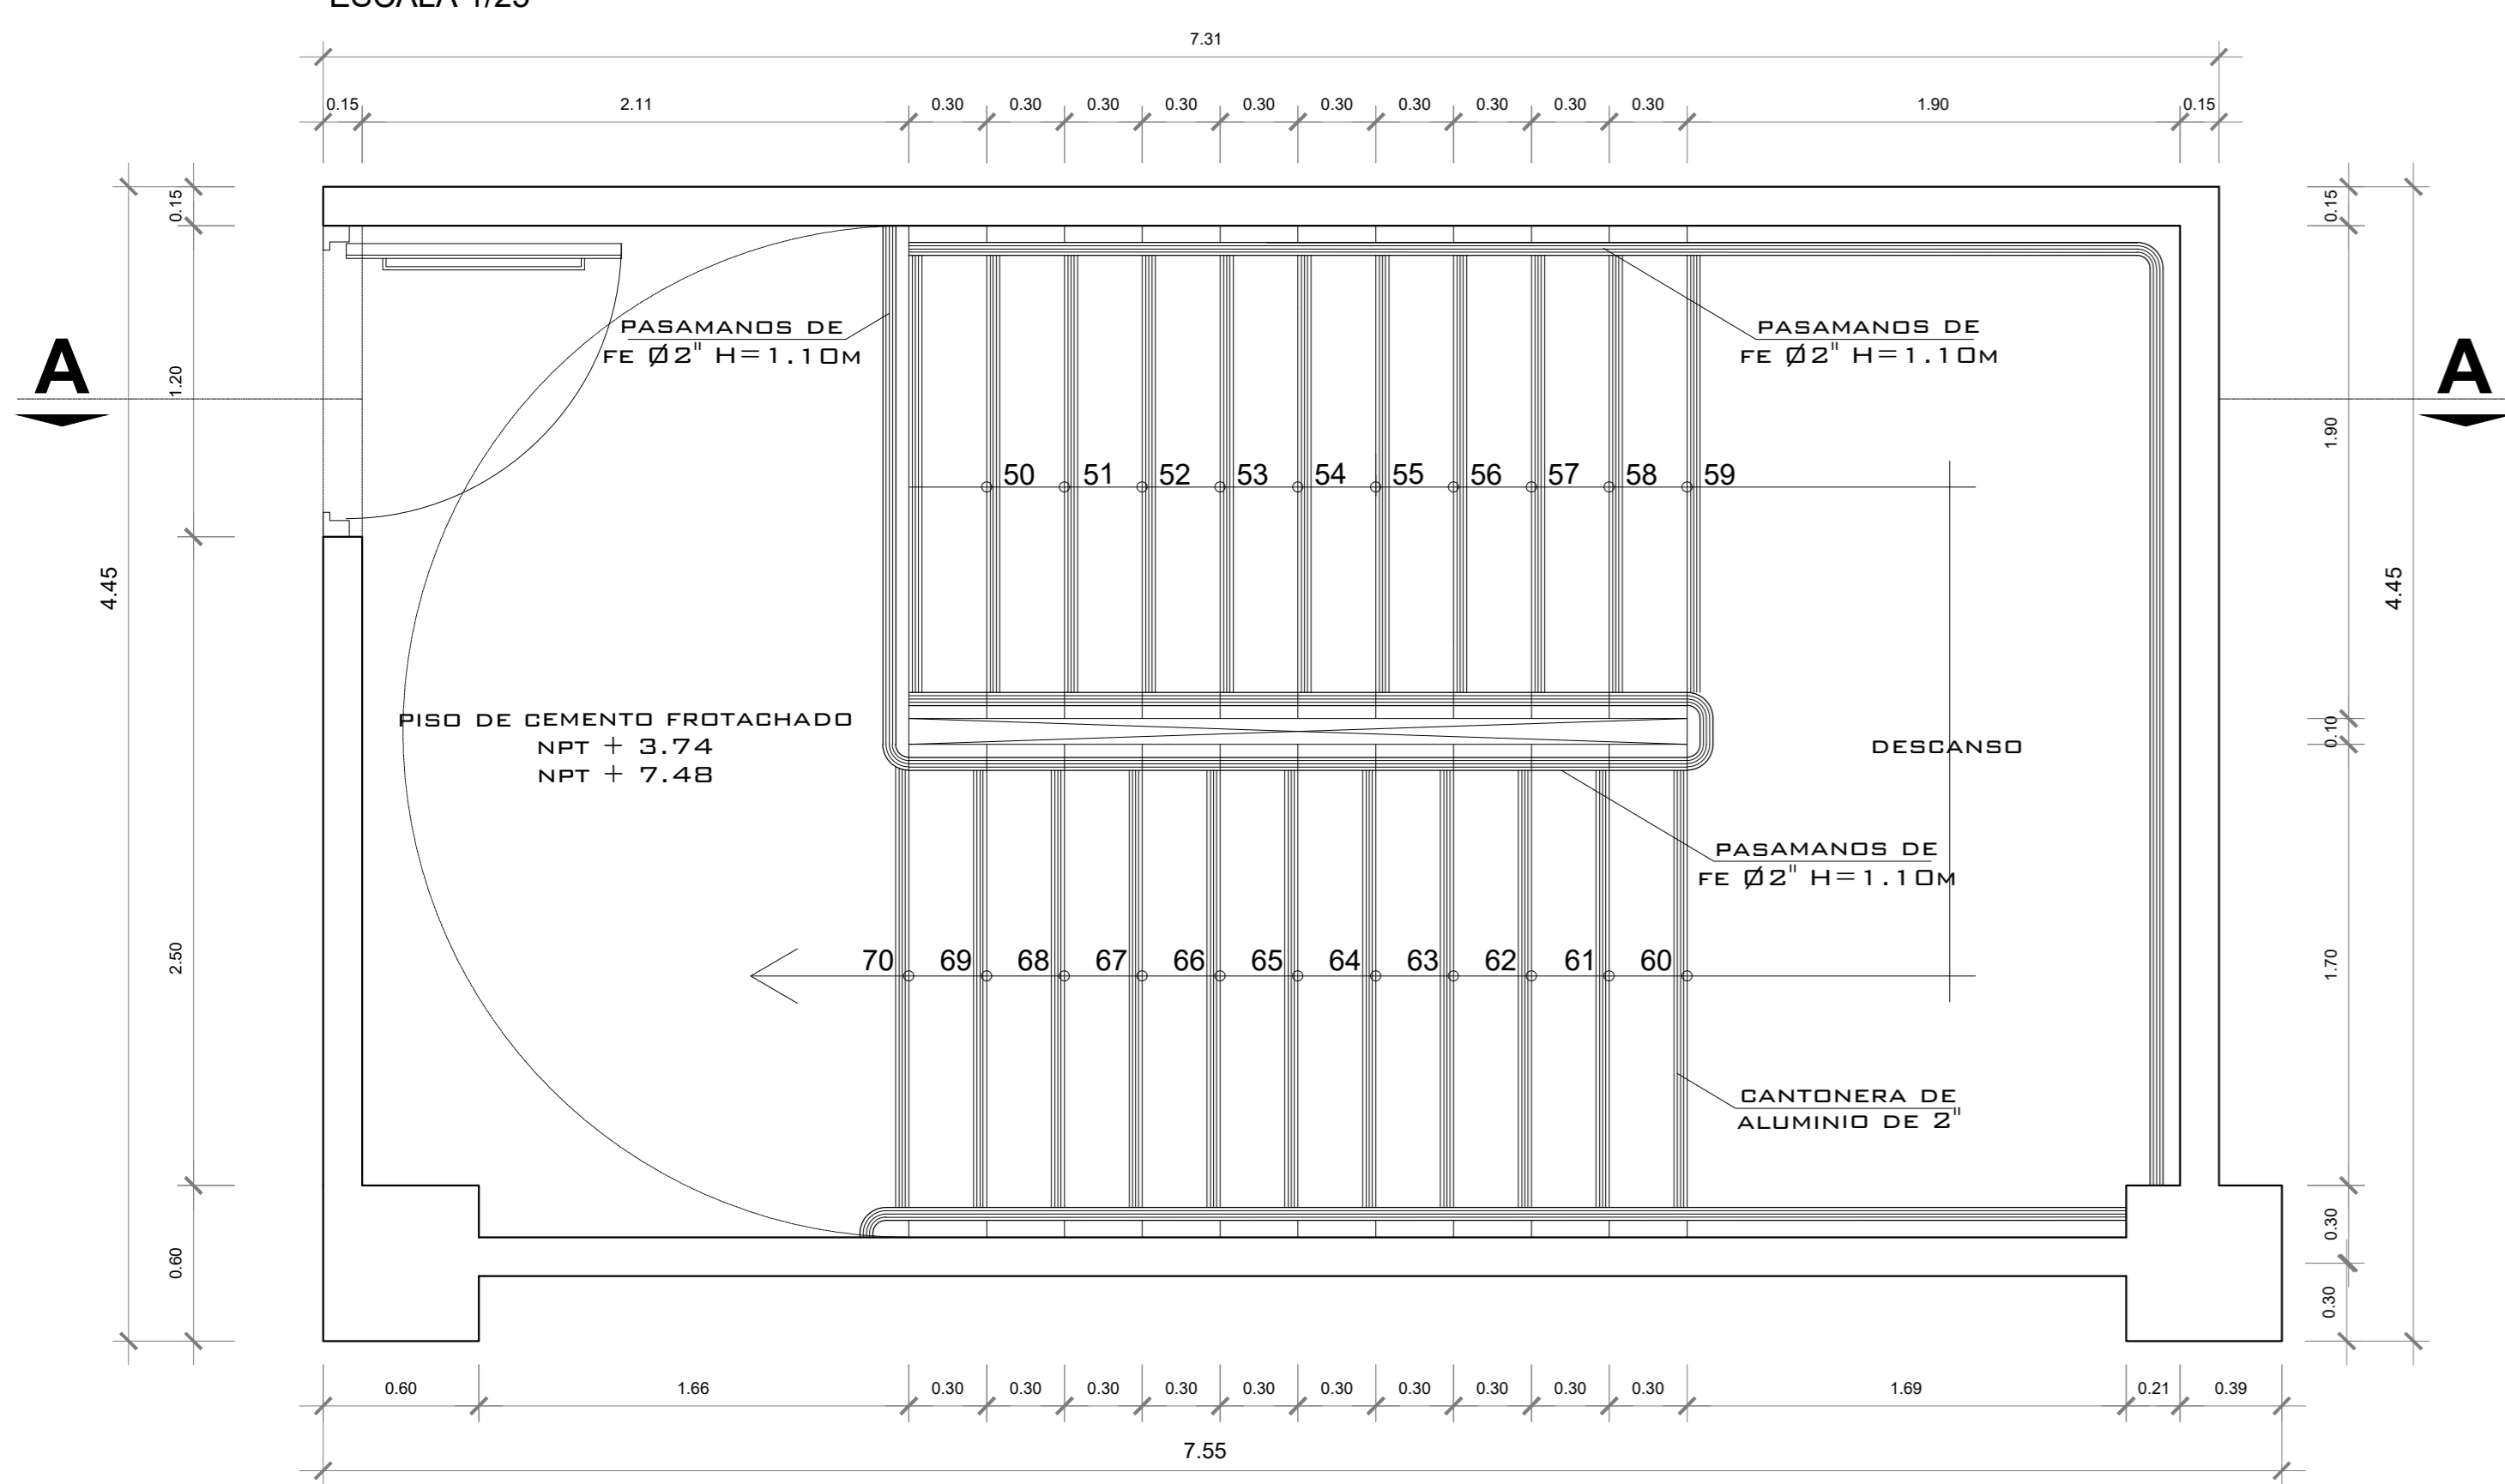 ESCALA 1/25
7.31
0.15 2.11 0.30 0.30 0.30 0.30 0.30 0.30 0.30 0.30 0.30 0.30 1.90 0.15
0.15 0.15
PASAMANOS DE
FE Ø2" H=1.10M
PASAMANOS DE
FE Ø2" H=1.10M
A A
1.20 1.90
50 51 52 53 54 55 56 57 58 59
4.45 4.45
PISO DE CEMENTO FROTACHADO
NPT + 3.74
NPT + 7.48
0.10
DESCANSO
PASAMANOS DE
FE Ø2" H=1.10M
2.50 1.70
70 69 68 67 66 65 64 63 62 61 60
CANTONERA DE
ALUMINIO DE 2"
0.60 0.30
0.30
0.60 1.66 0.30 0.30 0.30 0.30 0.30 0.30 0.30 0.30 0.30 0.30 1.69 0.21 0.39
7.55